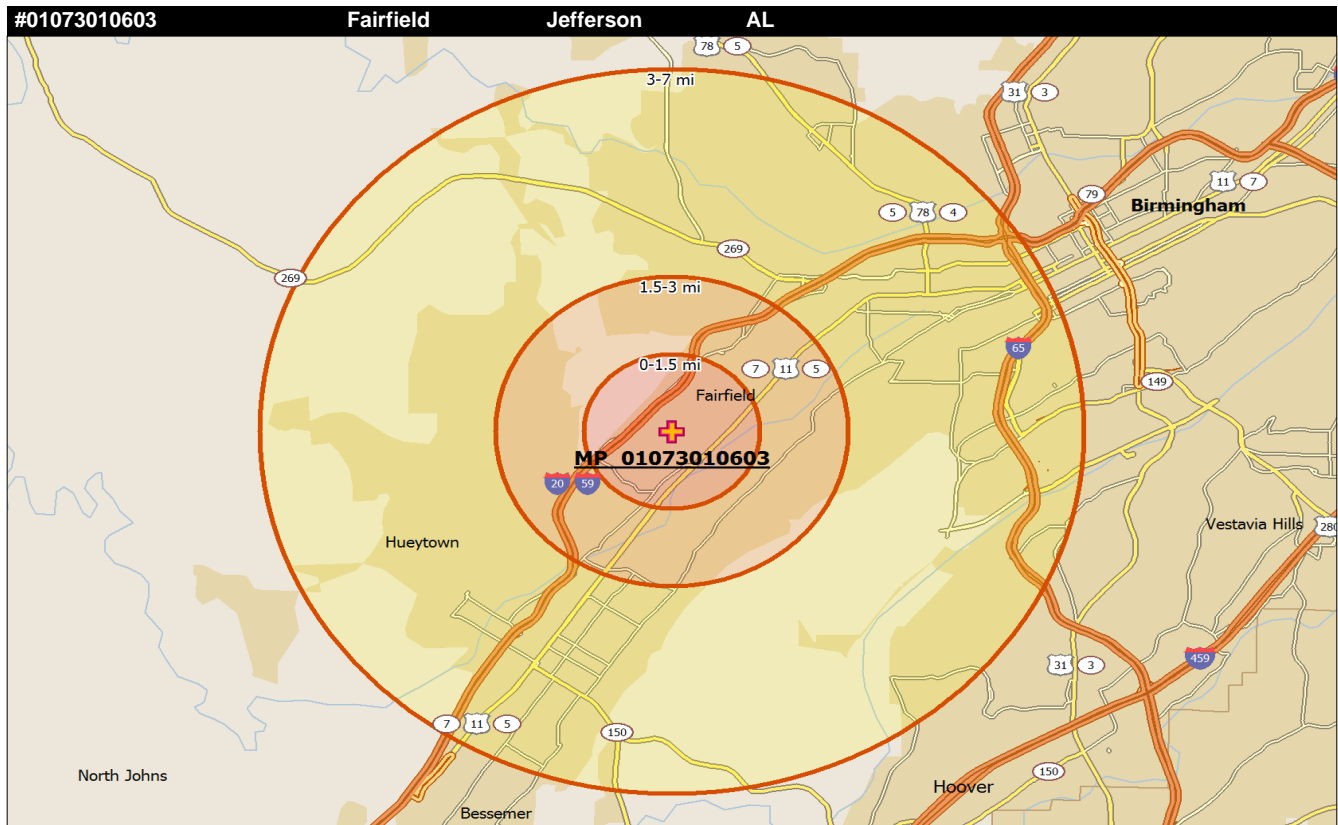 #01073010603 Fairfield Jefferson AL
78 5
3-7 mi
31 3
11 7
79
Birmingham
5 78 4
269
269
1.5-3 mi
65
0-1.5 mi
7 11 5
149
Fairfield
MP 01073010603
20 59
Vestavia Hills
280
Hueytown
459
31 3
7 11 5
150
North Johns
150
Hoover
Bessemer